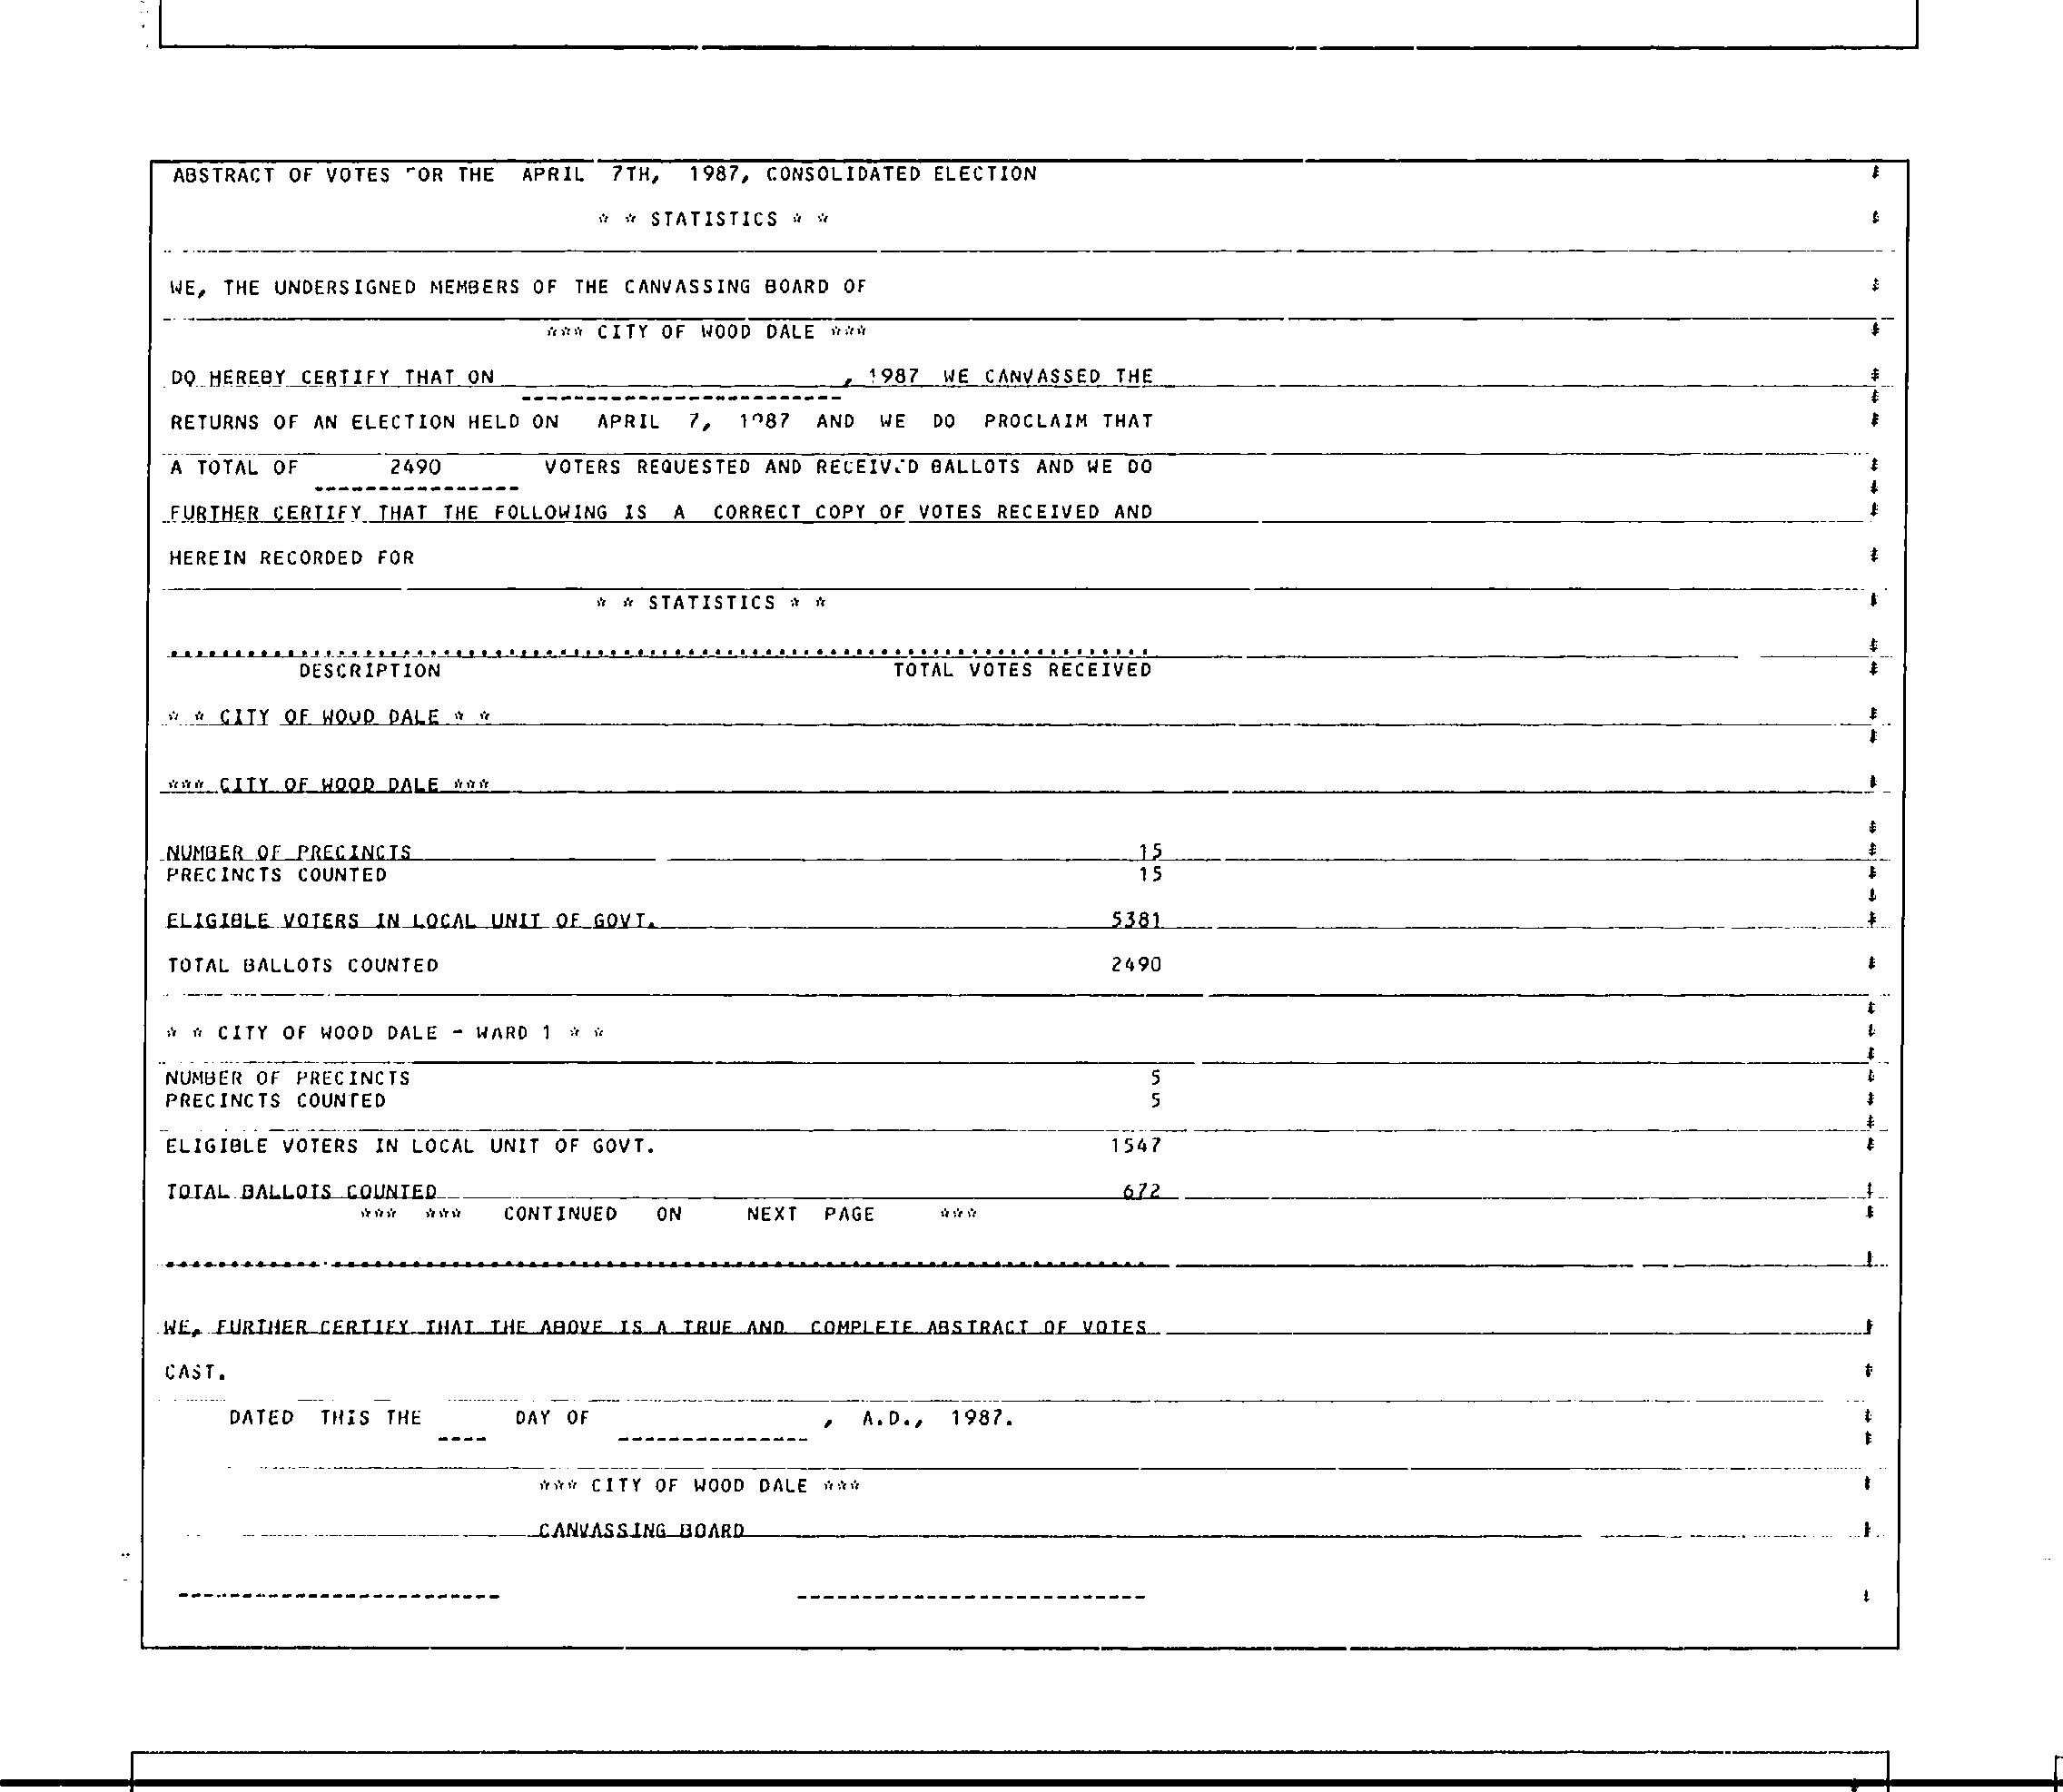 ABSTRACT OF VOTES FOR THE APRIL 7TH, 1987, CONSOLIDATED ELECTION
* * STATISTICS * *
WE, THE UNDERSIGNED MEMBERS OF THE CANVASSING BOARD OF
*** CITY OF WOOD DALE ***
DO HEREBY CERTIFY THAT ON ________________________, 1987 WE CANVASSED THE
RETURNS OF AN ELECTION HELD ON APRIL 7, 1987 AND WE DO PROCLAIM THAT
A TOTAL OF 2490 VOTERS REQUESTED AND RECEIVED BALLOTS AND WE DO
FURTHER CERTIFY THAT THE FOLLOWING IS A CORRECT COPY OF VOTES RECEIVED AND
HEREIN RECORDED FOR
* * STATISTICS * *
DESCRIPTION TOTAL VOTES RECEIVED
* * CITY OF WOOD DALE * *
*** CITY OF WOOD DALE ***
NUMBER OF PRECINCTS 15
PRECINCTS COUNTED 15
ELIGIBLE VOTERS IN LOCAL UNIT OF GOVT. 5381
TOTAL BALLOTS COUNTED 2490
* * CITY OF WOOD DALE - WARD 1 * *
NUMBER OF PRECINCTS 5
PRECINCTS COUNTED 5
ELIGIBLE VOTERS IN LOCAL UNIT OF GOVT. 1547
TOTAL BALLOTS COUNTED 672
*** *** CONTINUED ON NEXT PAGE ***
WE, FURTHER CERTIFY THAT THE ABOVE IS A TRUE AND COMPLETE ABSTRACT OF VOTES
CAST.
DATED THIS THE ____ DAY OF _______________, A.D., 1987.
*** CITY OF WOOD DALE ***
CANVASSING BOARD